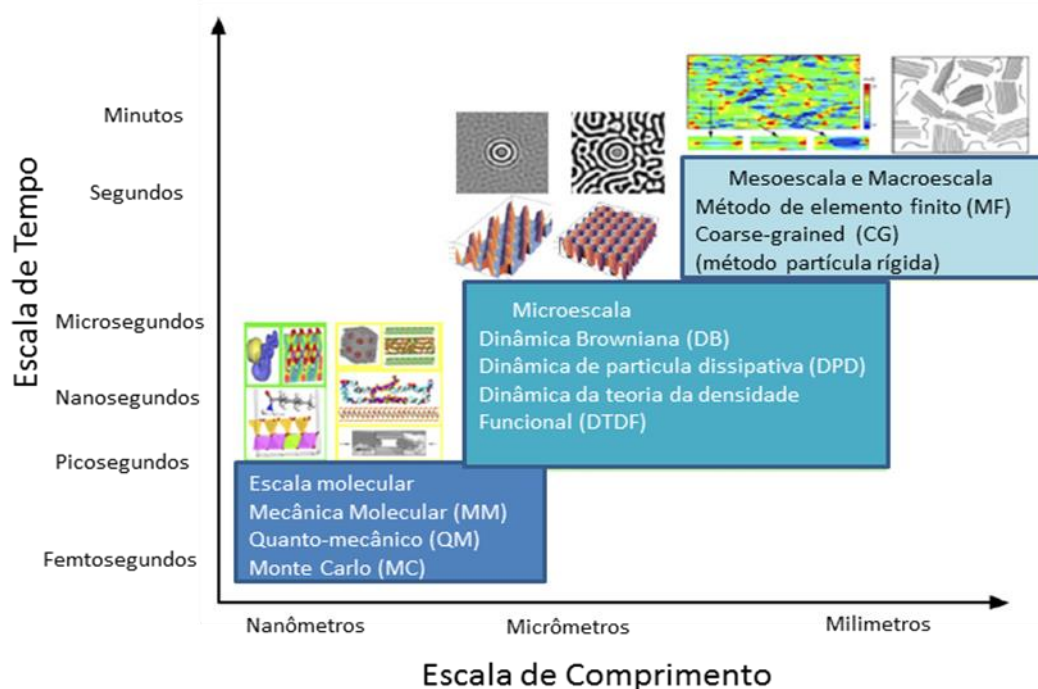 Escala de Tempo
Minutos
Segundos
Microsegundos
Nanosegundos
Picosegundos
Femtosegundos
Mesoescala e Macroescala
Método de elemento finito (MF)
Coarse-grained (CG)
(método partícula rígida)
Microescala
Dinâmica Browniana (DB)
Dinâmica de particula dissipativa (DPD)
Dinâmica da teoria da densidade
Funcional (DTDF)
Escala molecular
Mecânica Molecular (MM)
Quanto-mecânico (QM)
Monte Carlo (MC)
Nanômetros
Micrômetros
Milimetros
Escala de Comprimento